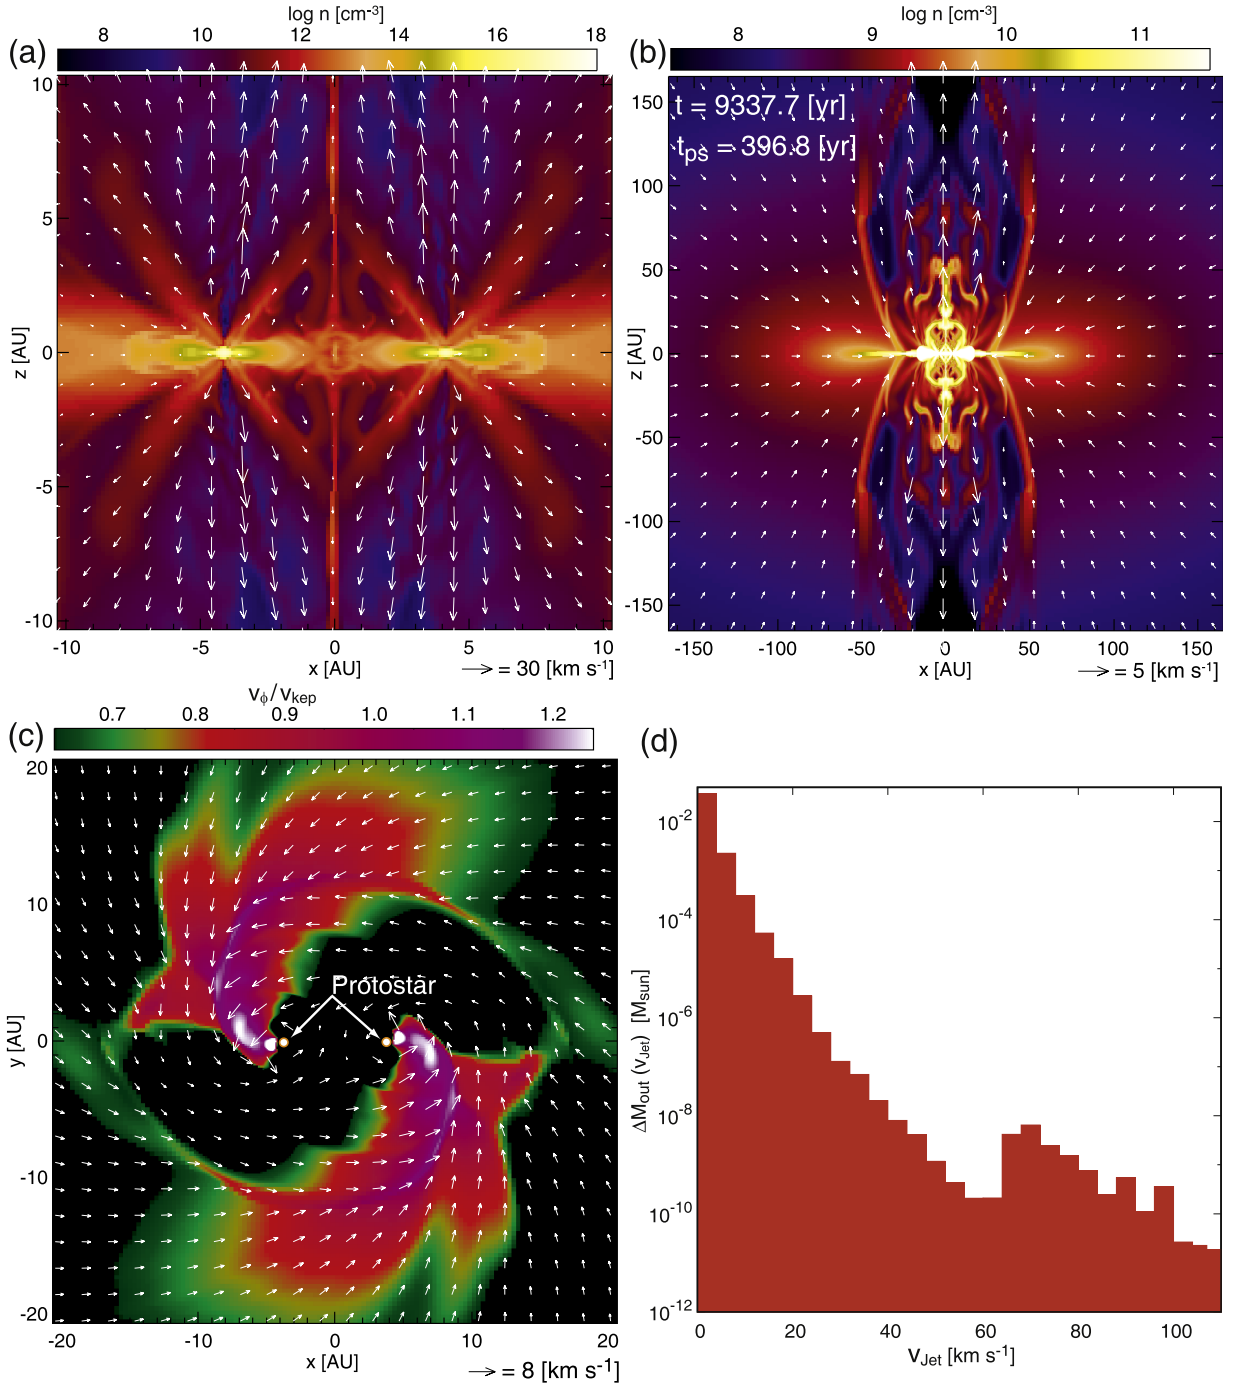 (a)
log n [cm-3]
8 10 12 14 16 18
10
5
0
-5
-10
z [AU]
-10 -5 0 5 10
x [AU]
= 30 [km s-1]
(b)
log n [cm-3]
8 9 10 11
t = 9337.7 [yr]
tps = 396.8 [yr]
150
100
50
0
-50
-100
-150
z [AU]
-150 -100 -50 0 50 100 150
x [AU]
= 5 [km s-1]
(c)
vϕ/vkep
0.7 0.8 0.9 1.0 1.1 1.2
20
10
0
-10
-20
y [AU]
Protostar
-20 -10 0 10 20
x [AU]
= 8 [km s-1]
(d)
10-2
10-4
10-6
10-8
10-10
10-12
ΔMout (vJet) [Msun]
0 20 40 60 80 100
vJet [km s-1]